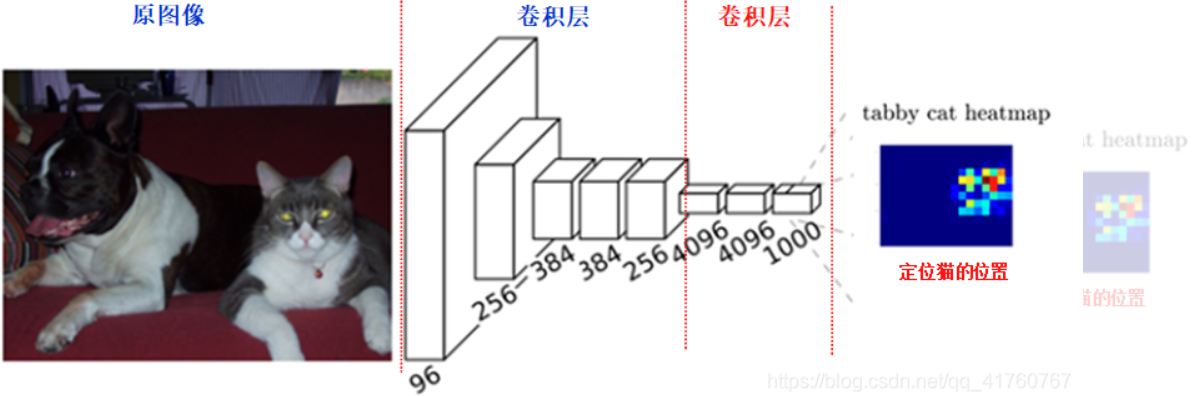 原图像
卷积层
卷积层
96
256
384
384
256
4096
4096
1000
tabby cat heatmap
定位猫的位置
t heatmap
猫的位置
https://blog.csdn.net/qq_41760767